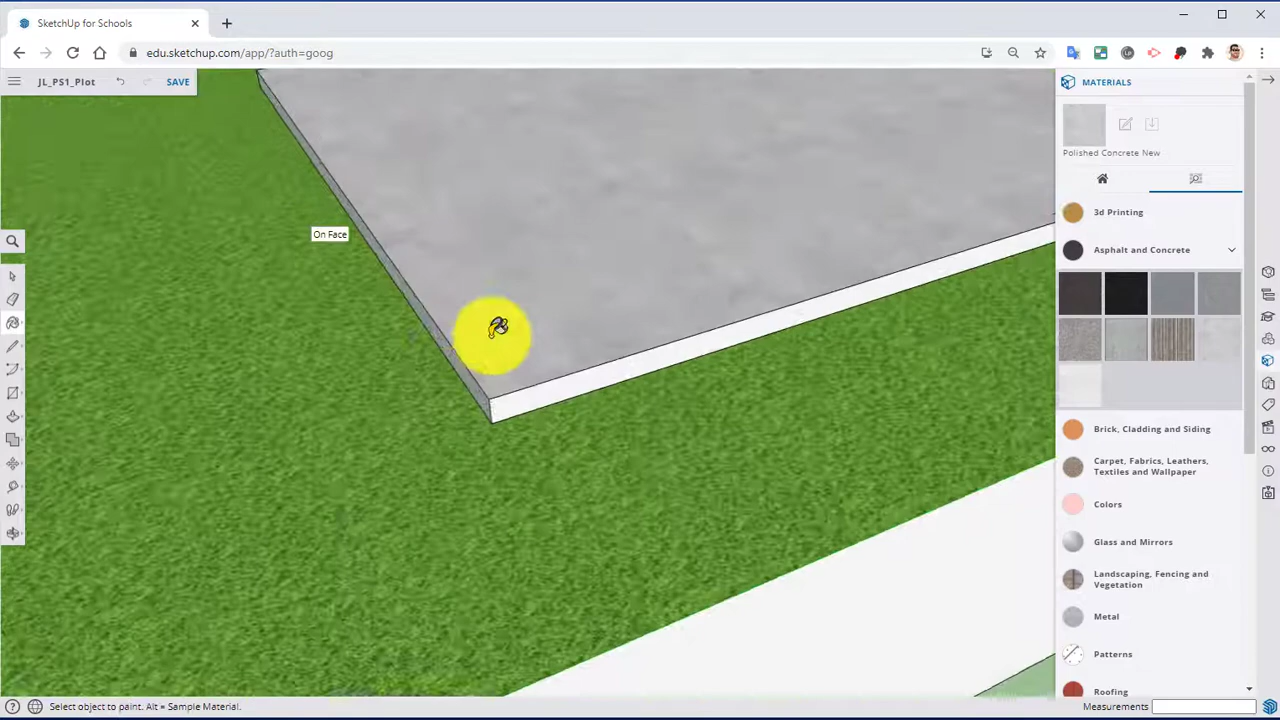 SketchUp for Schools
edu.sketchup.com/app/?auth=goog
JL_PS1_Plot
SAVE
MATERIALS
Polished Concrete New
3d Printing
Asphalt and Concrete
On Face
Brick, Cladding and Siding
Carpet, Fabrics, Leathers,
Textiles and Wallpaper
Colors
Glass and Mirrors
Landscaping, Fencing and
Vegetation
Metal
Patterns
Roofing
Select object to paint. Alt = Sample Material.
Measurements